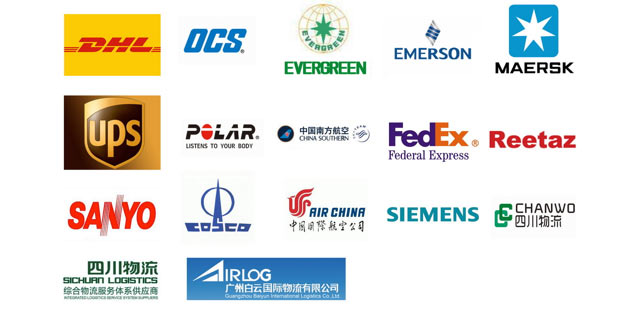 DHL
OCS®
EVERGREEN
EVERGREEN
EMERSON
MAERSK
ups
POLAR®
LISTENS TO YOUR BODY
中国南方航空
CHINA SOUTHERN
FedEx®
Federal Express
Reetaz
SANYO
COSCO
AIR CHINA
中国国際航空公司
SIEMENS
CHANWO
四川物流
四川物流
SICHUAN LOGISTICS
综合物流服务体系供应商
INTEGRATED LOGISTICS SERVICE SYSTEM SUPPLIERS
AIRLOG
广州白云国际物流有限公司
Guangzhou Baiyun International Logistics Co.,Ltd